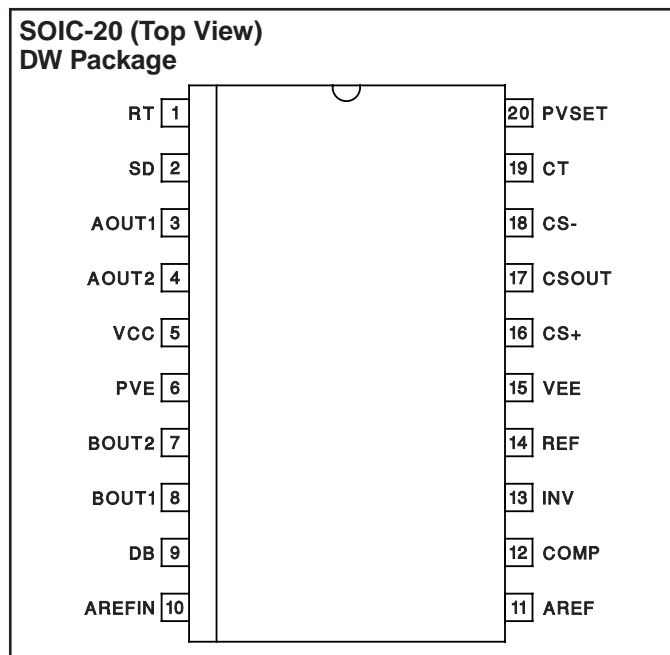 SOIC-20 (Top View)
DW Package
RT 1
SD 2
AOUT1 3
AOUT2 4
VCC 5
PVE 6
BOUT2 7
BOUT1 8
DB 9
AREFIN 10
20 PVSET
19 CT
18 CS-
17 CSOUT
16 CS+
15 VEE
14 REF
13 INV
12 COMP
11 AREF